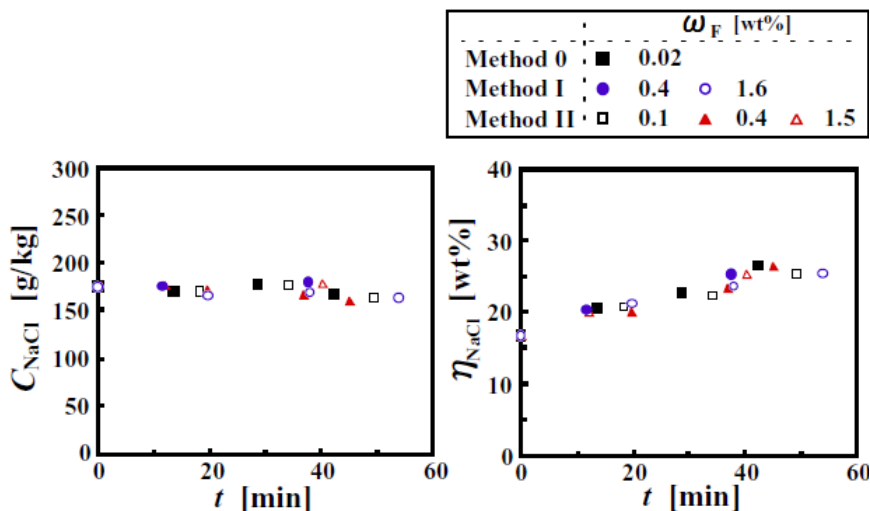 ω F [wt%]
Method 0 ■ 0.02
Method I ● 0.4 ○ 1.6
Method II □ 0.1 ▲ 0.4 △ 1.5
300
250
200
150
100
50
0
C NaCl [g/kg]
0 20 40 60
t [min]
40
30
20
10
0
η NaCl [wt%]
0 20 40 60
t [min]